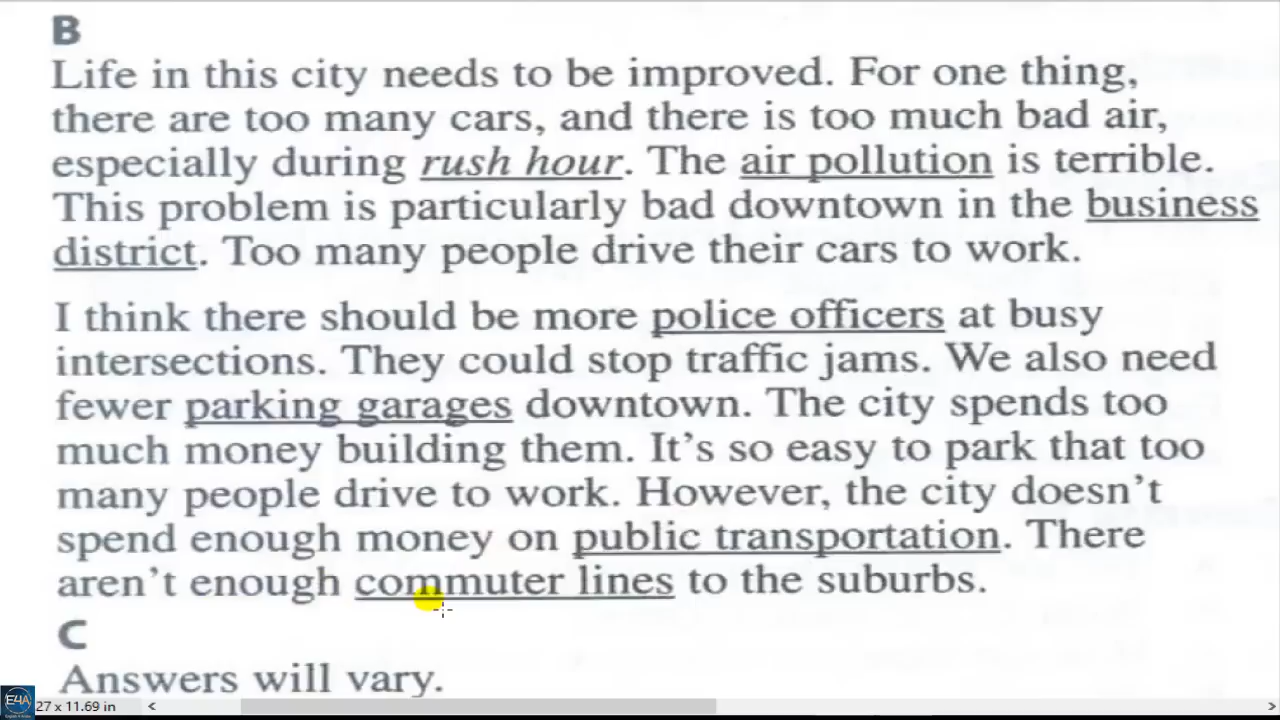 B
Life in this city needs to be improved. For one thing,
there are too many cars, and there is too much bad air,
especially during rush hour. The air pollution is terrible.
This problem is particularly bad downtown in the business
district. Too many people drive their cars to work.
I think there should be more police officers at busy
intersections. They could stop traffic jams. We also need
fewer parking garages downtown. The city spends too
much money building them. It's so easy to park that too
many people drive to work. However, the city doesn't
spend enough money on public transportation. There
aren't enough commuter lines to the suburbs.
C
Answers will vary.
E4A
27 x 11.69 in